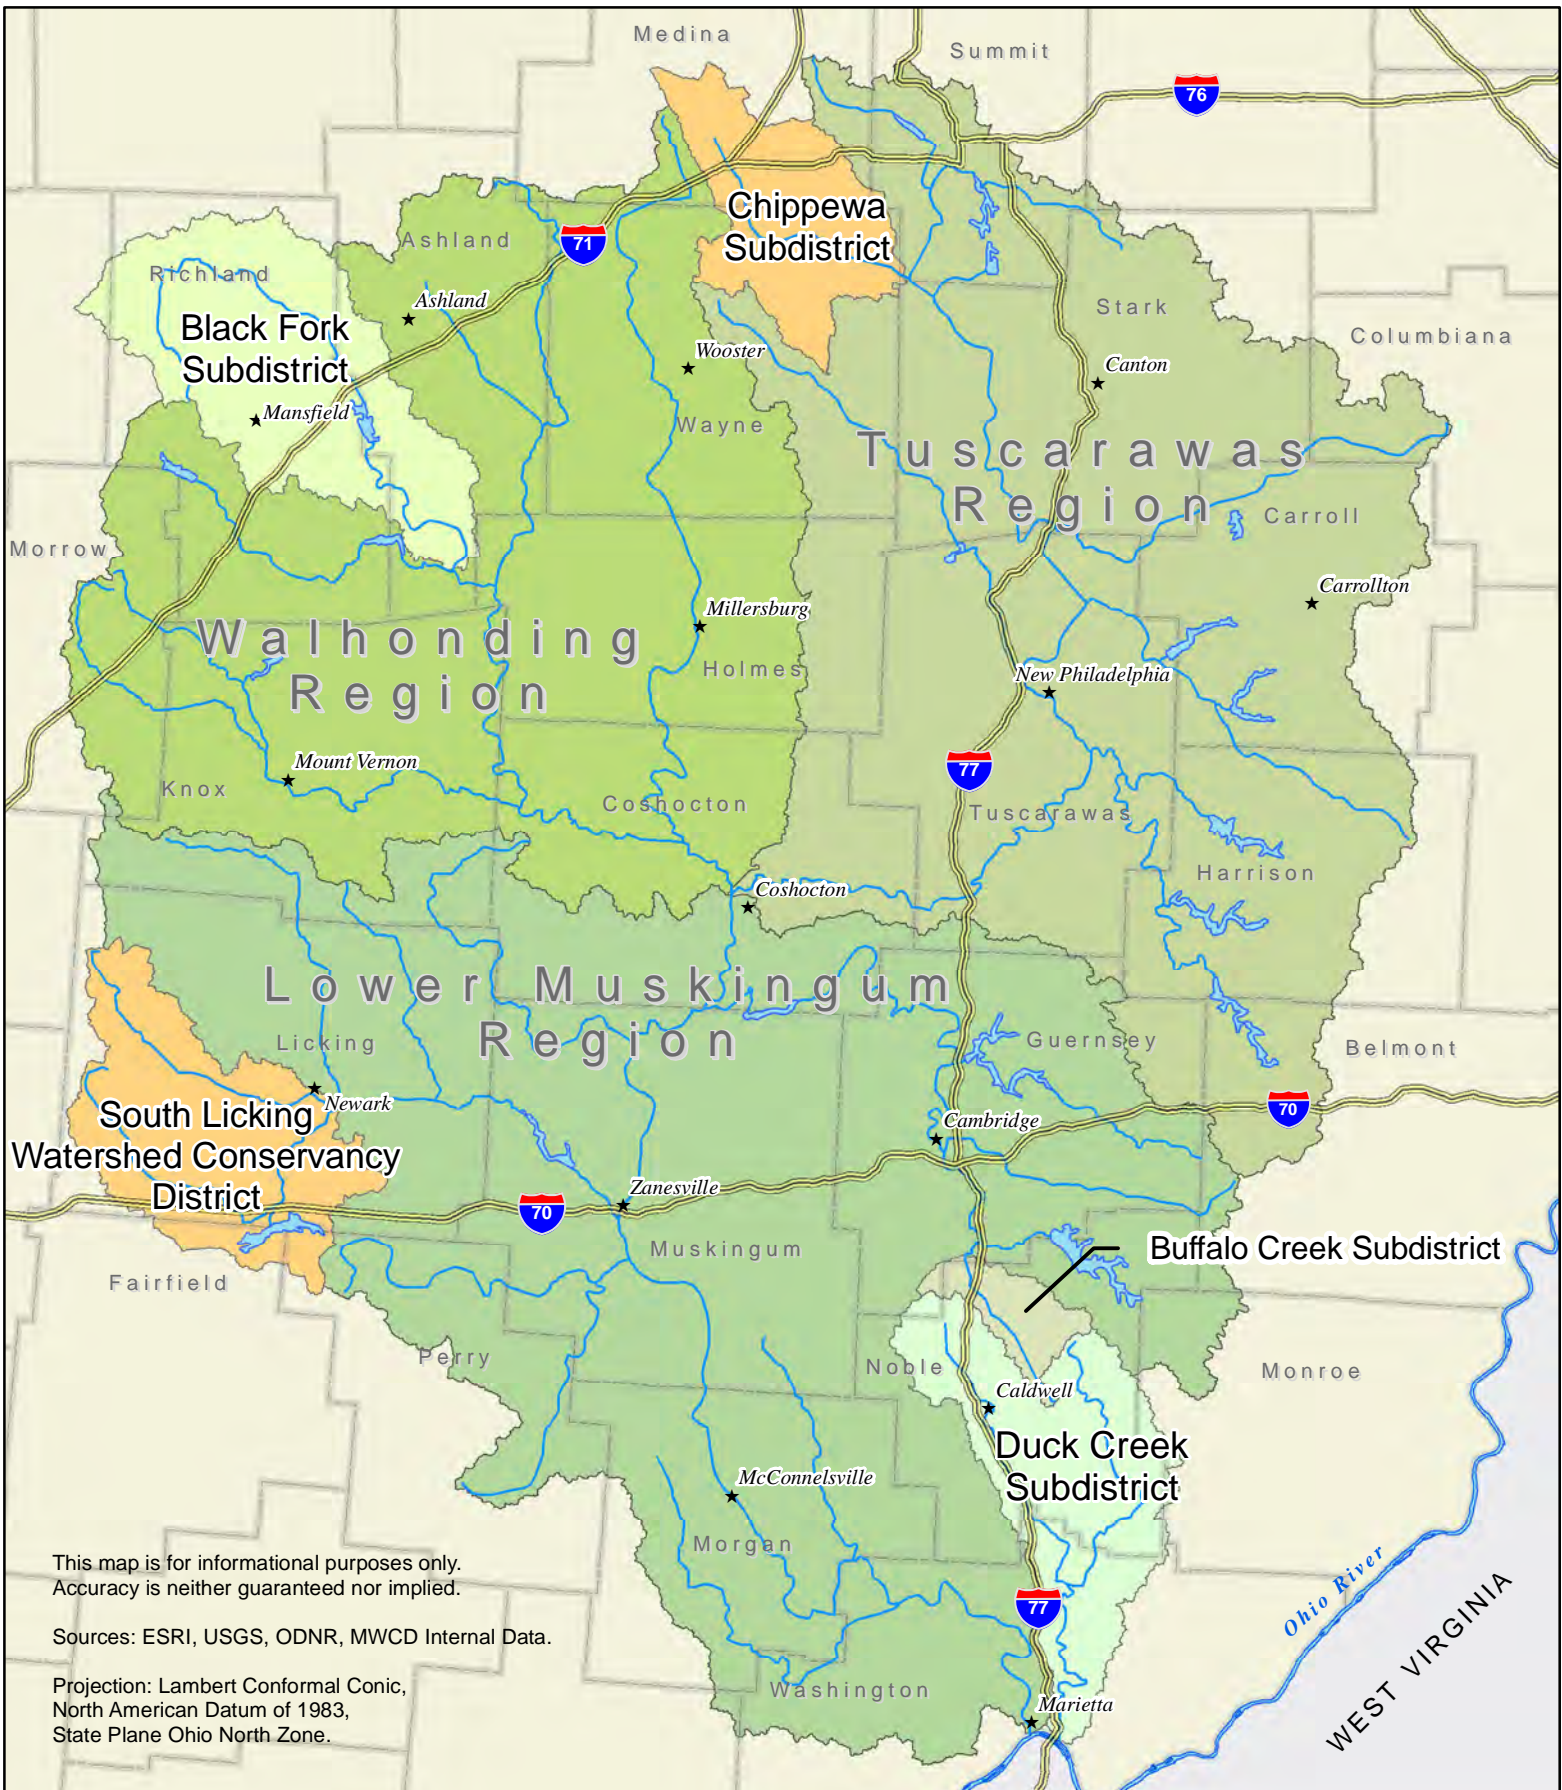 Medina
Summit
76
Chippewa
Subdistrict
Ashland
71
Richland
Ashland
Stark
Black Fork
Subdistrict
Columbiana
Wooster
Canton
Mansfield
Wayne
Tuscarawas
Region
Carroll
Morrow
Carrollton
Millersburg
Walhonding
Region
Holmes
New Philadelphia
Mount Vernon
77
Knox
Coshocton
Tuscarawas
Harrison
Coshocton
Lower Muskingum
Region
Licking
Guernsey
Belmont
Newark
70
South Licking
Watershed Conservancy
District
Cambridge
Zanesville
70
Muskingum
Buffalo Creek Subdistrict
Fairfield
Perry
Noble
Monroe
Caldwell
Duck Creek
Subdistrict
McConnelsville
Morgan
This map is for informational purposes only.
Accuracy is neither guaranteed nor implied.
Sources: ESRI, USGS, ODNR, MWCD Internal Data.
Projection: Lambert Conformal Conic,
North American Datum of 1983,
State Plane Ohio North Zone.
77
Ohio River
WEST VIRGINIA
Washington
Marietta